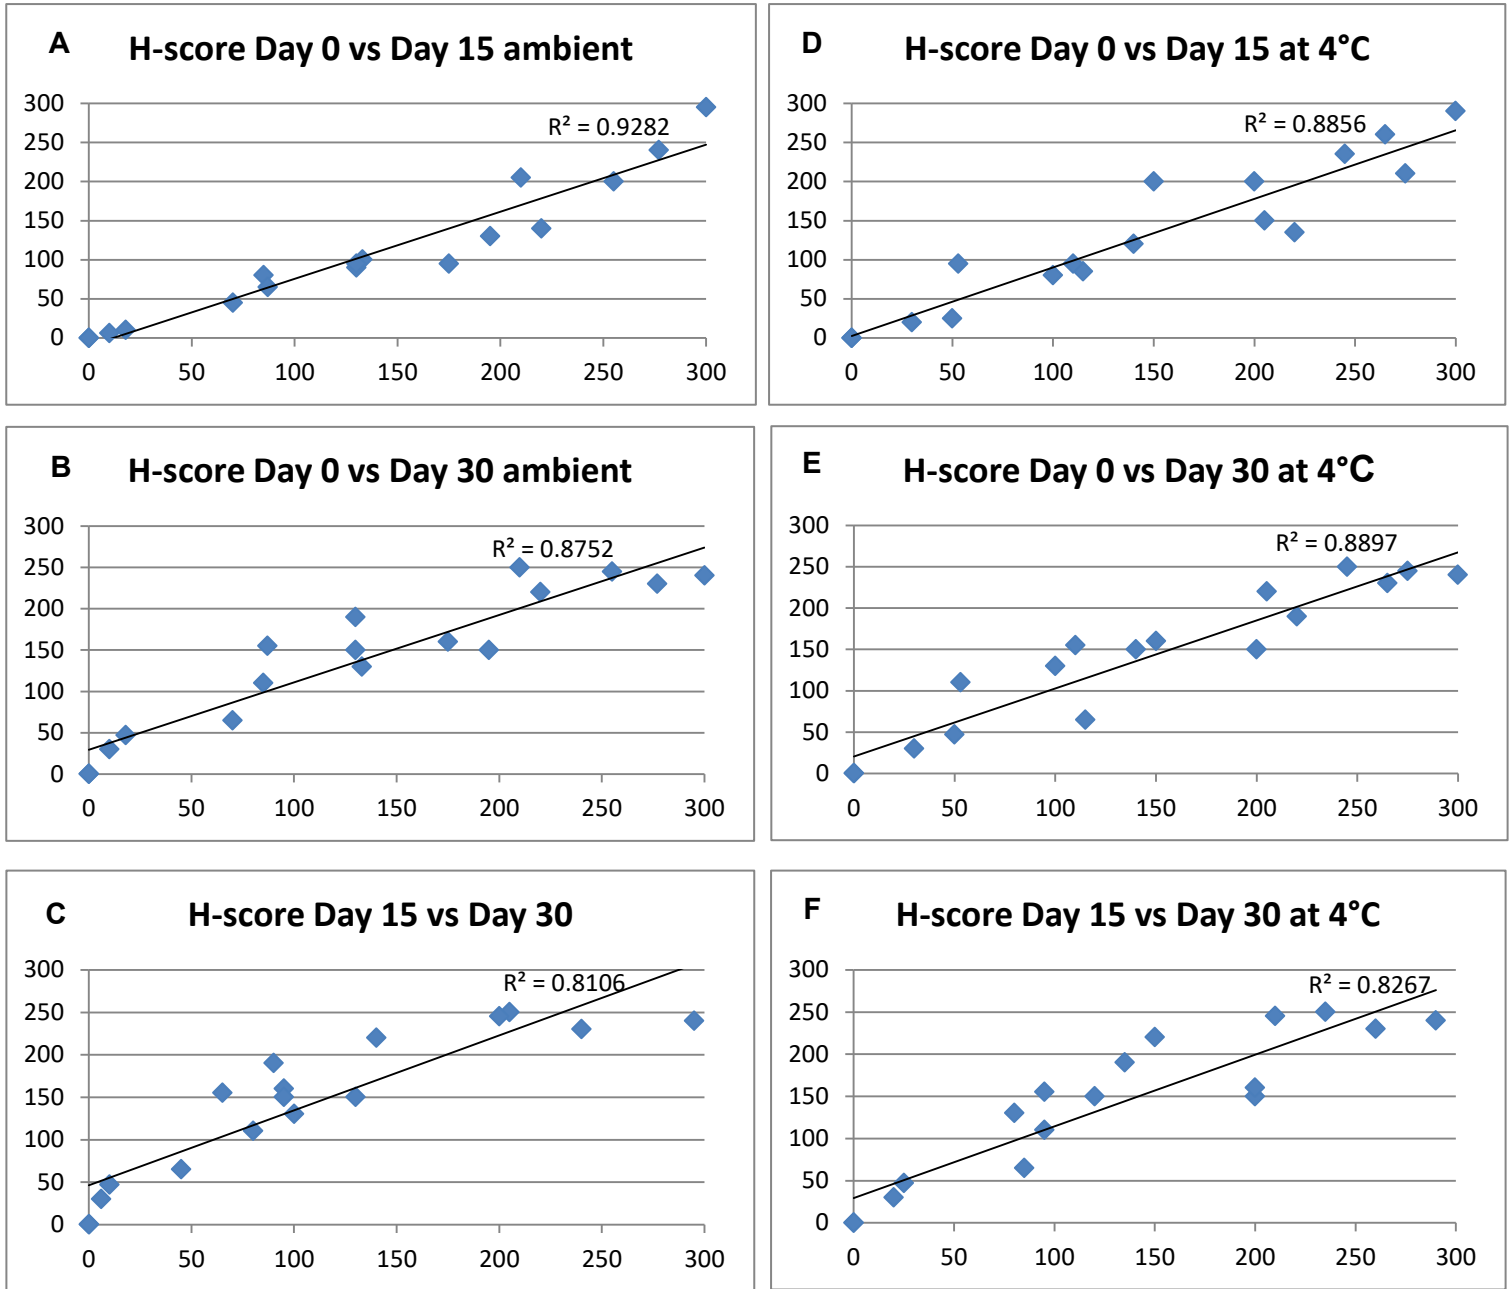 A H-score Day 0 vs Day 15 ambient
300
250
200
150
100
50
0
R² = 0.9282
0 50 100 150 200 250 300
D H-score Day 0 vs Day 15 at 4°C
300
250
200
150
100
50
0
R² = 0.8856
0 50 100 150 200 250 300
B H-score Day 0 vs Day 30 ambient
300
250
200
150
100
50
0
R² = 0.8752
0 50 100 150 200 250 300
E H-score Day 0 vs Day 30 at 4°C
300
250
200
150
100
50
0
R² = 0.8897
0 50 100 150 200 250 300
C H-score Day 15 vs Day 30
300
250
200
150
100
50
0
R² = 0.8106
0 50 100 150 200 250 300
F H-score Day 15 vs Day 30 at 4°C
300
250
200
150
100
50
0
R² = 0.8267
0 50 100 150 200 250 300